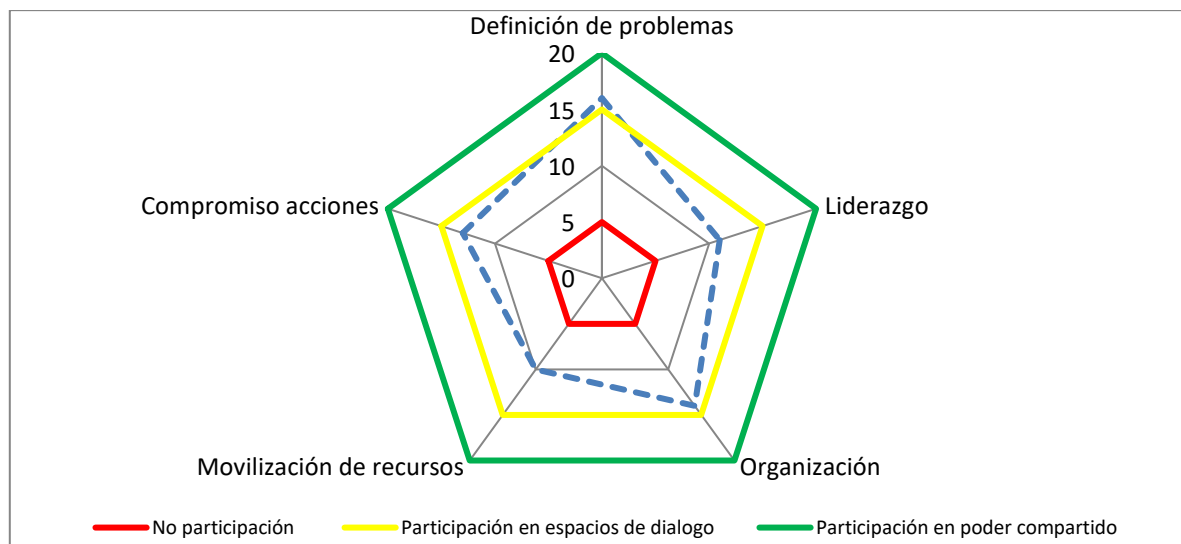 Definición de problemas
20
15
10
5
0
Compromiso acciones
Liderazgo
Movilización de recursos
Organización
No participación
Participación en espacios de dialogo
Participación en poder compartido